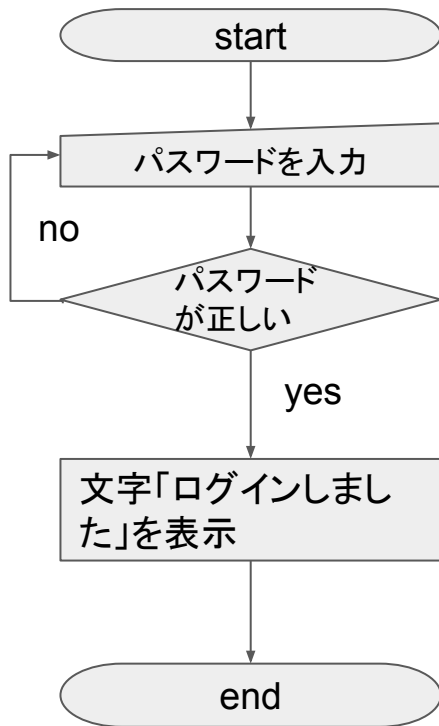 start
パスワードを入力
no
パスワード
が正しい
yes
文字「ログインしまし
た」を表示
end